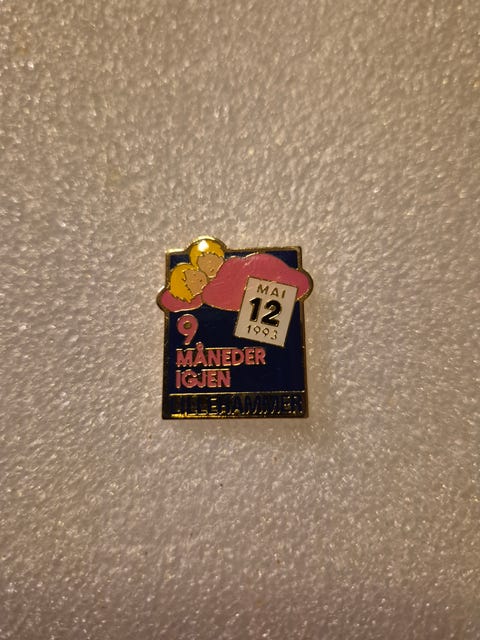 MAI
12
1993
9
MÅNEDER
IGJEN
LILLEHAMMER